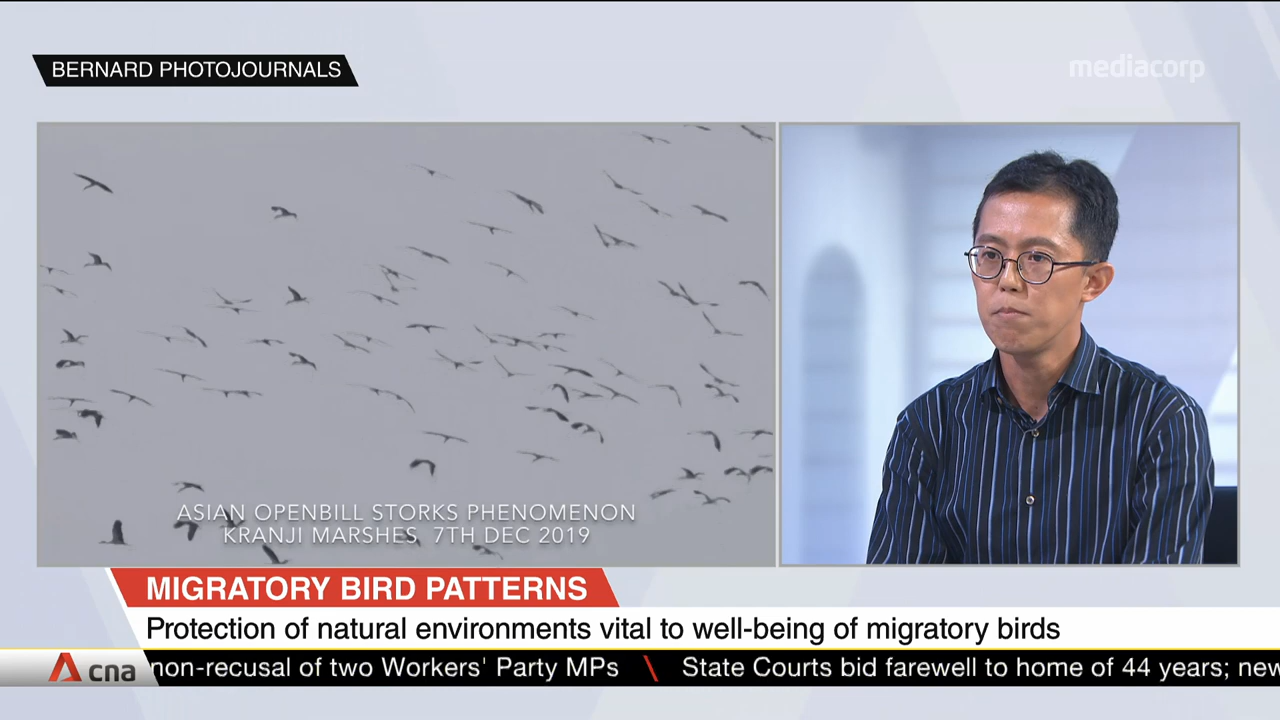 BERNARD PHOTOJOURNALS
mediacorp
ASIAN OPENBILL STORKS PHENOMENON
KRANJI MARSHES, 7TH DEC 2019
MIGRATORY BIRD PATTERNS
Protection of natural environments vital to well-being of migratory birds
cna
non-recusal of two Workers' Party MPs \ State Courts bid farewell to home of 44 years; new